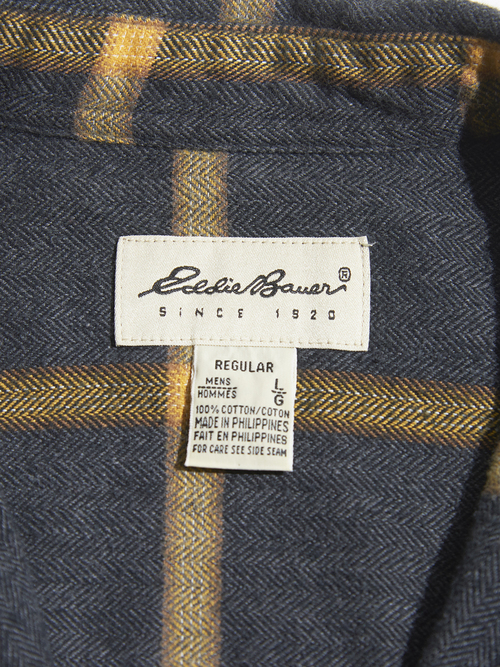 Eddie Bauer®
SINCE 1920
REGULAR
MENS L
HOMMES G
100% COTTON/COTON
MADE IN PHILIPPINES
FAIT EN PHILIPPINES
FOR CARE SEE SIDE SEAM